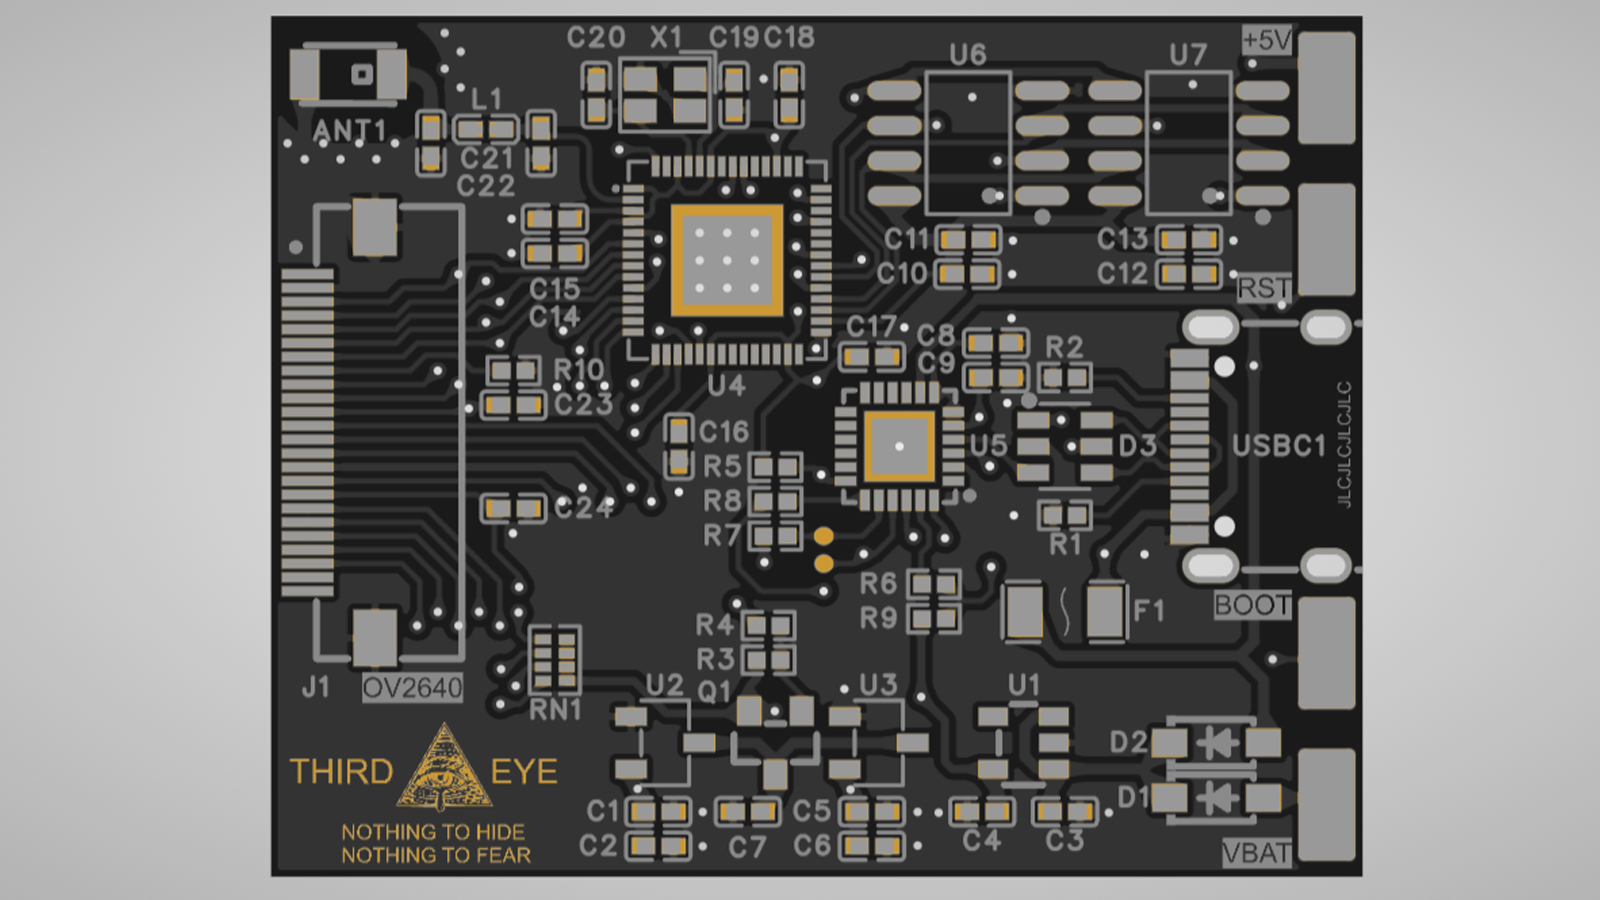 C20 X1 C19 C18
+5V
U6
U7
L1
ANT1
C21
C22
C11
C10
C13
C12
RST
C15
C14
C17
C8
C9
R2
R10
C23
U4
C16
R5
R8
R7
U5
D3
USBC1
JLCJLCJLCJLC
C24
R1
R6
R9
F1
BOOT
R4
R3
J1
OV2640
RN1
U2
Q1
U3
U1
D2
D1
THIRD EYE
NOTHING TO HIDE
NOTHING TO FEAR
C1
C2
C7
C5
C6
C4
C3
VBAT